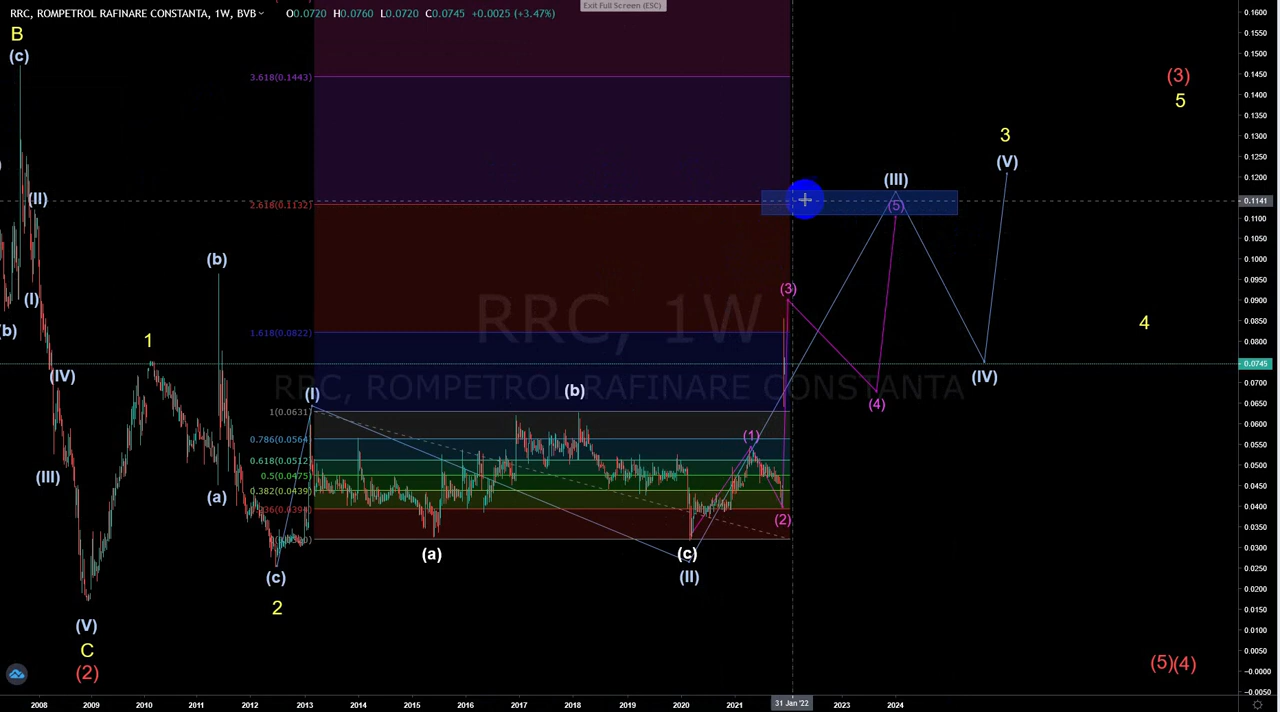 Exit Full Screen (ESC)
RRC, ROMPETROL RAFINARE CONSTANTA, 1W, BVB O0.0720 H0.0760 L0.0720 C0.0745 +0.0025 (+3.47%)
B
(c)
(II)
(I)
(b)
(IV)
(III)
(V)
C
(2)
1
(b)
(a)
(c)
2
(I)
3.618(0.1443)
2.618(0.1132)
1.618(0.0822)
1(0.0631)
0.786(0.0564)
0.618(0.0512)
0.5(0.0475)
0.382(0.0439)
RRC, 1W
RRC, ROMPETROL RAFINARE CONSTANTA
(a)
(b)
(c)
(II)
(1)
(2)
(3)
(4)
(III)
(5)
(IV)
3
(V)
(3)
5
4
(5)(4)
0.1600
0.1550
0.1500
0.1450
0.1400
0.1350
0.1300
0.1250
0.1200
0.1141
0.1100
0.1050
0.1000
0.0950
0.0900
0.0850
0.0800
0.0745
0.0700
0.0650
0.0600
0.0550
0.0500
0.0450
0.0400
0.0350
0.0300
0.0250
0.0200
0.0150
0.0100
0.0050
−0.0000
−0.0050
2008 2009 2010 2011 2012 2013 2014 2015 2016 2017 2018 2019 2020 2021 31 Jan '22 2023 2024